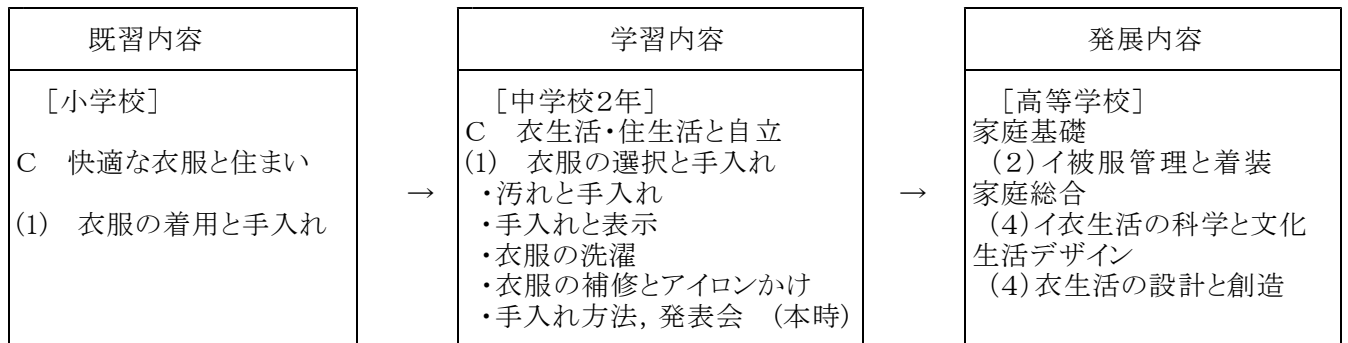 既習内容
[小学校]
C 快適な衣服と住まい
(1) 衣服の着用と手入れ
→
学習内容
[中学校2年]
C 衣生活・住生活と自立
(1) 衣服の選択と手入れ
・汚れと手入れ
・手入れと表示
・衣服の洗濯
・衣服の補修とアイロンかけ
・手入れ方法,発表会 (本時)
→
発展内容
[高等学校]
家庭基礎
(2)イ被服管理と着装
家庭総合
(4)イ衣生活の科学と文化
生活デザイン
(4)衣生活の設計と創造